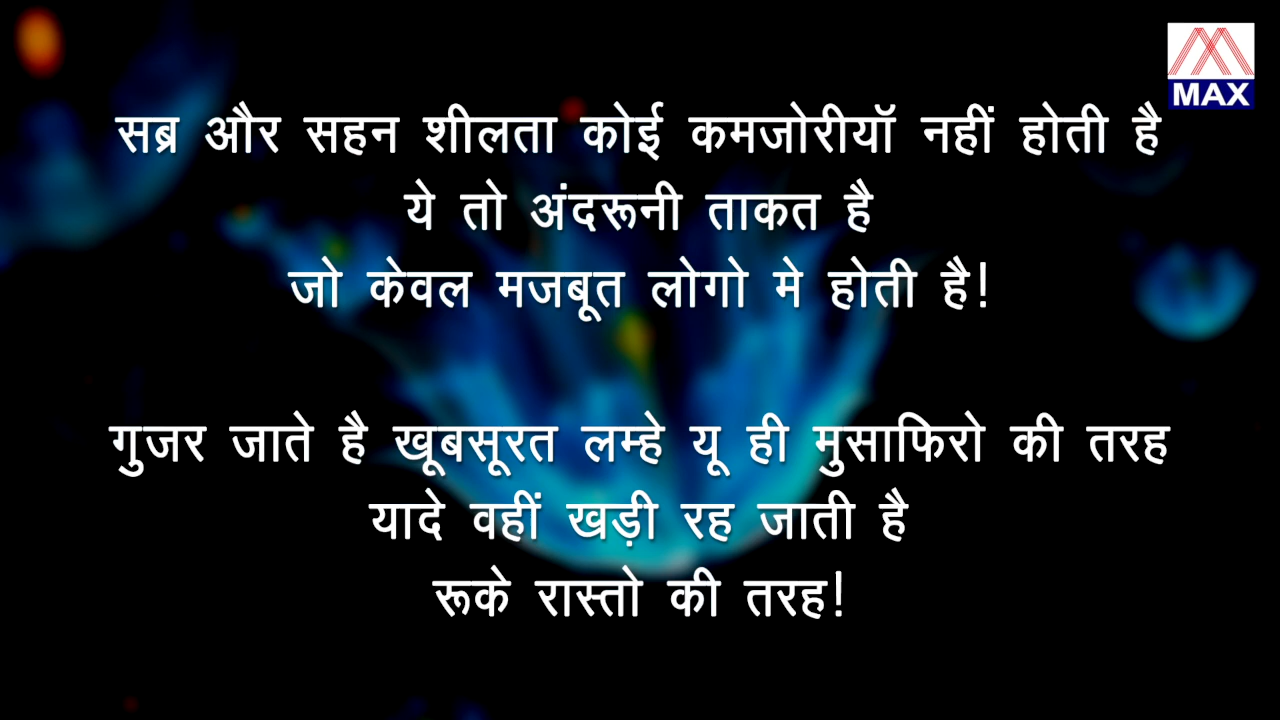 MAX
सब्र और सहन शीलता कोई कमजोरीयॉ नहीं होती है
ये तो अंदरूनी ताकत है
जो केवल मजबूत लोगो मे होती है!
गुजर जाते है खूबसूरत लम्हे यू ही मुसाफिरो की तरह
यादे वहीं खड़ी रह जाती है
रूके रास्तो की तरह!